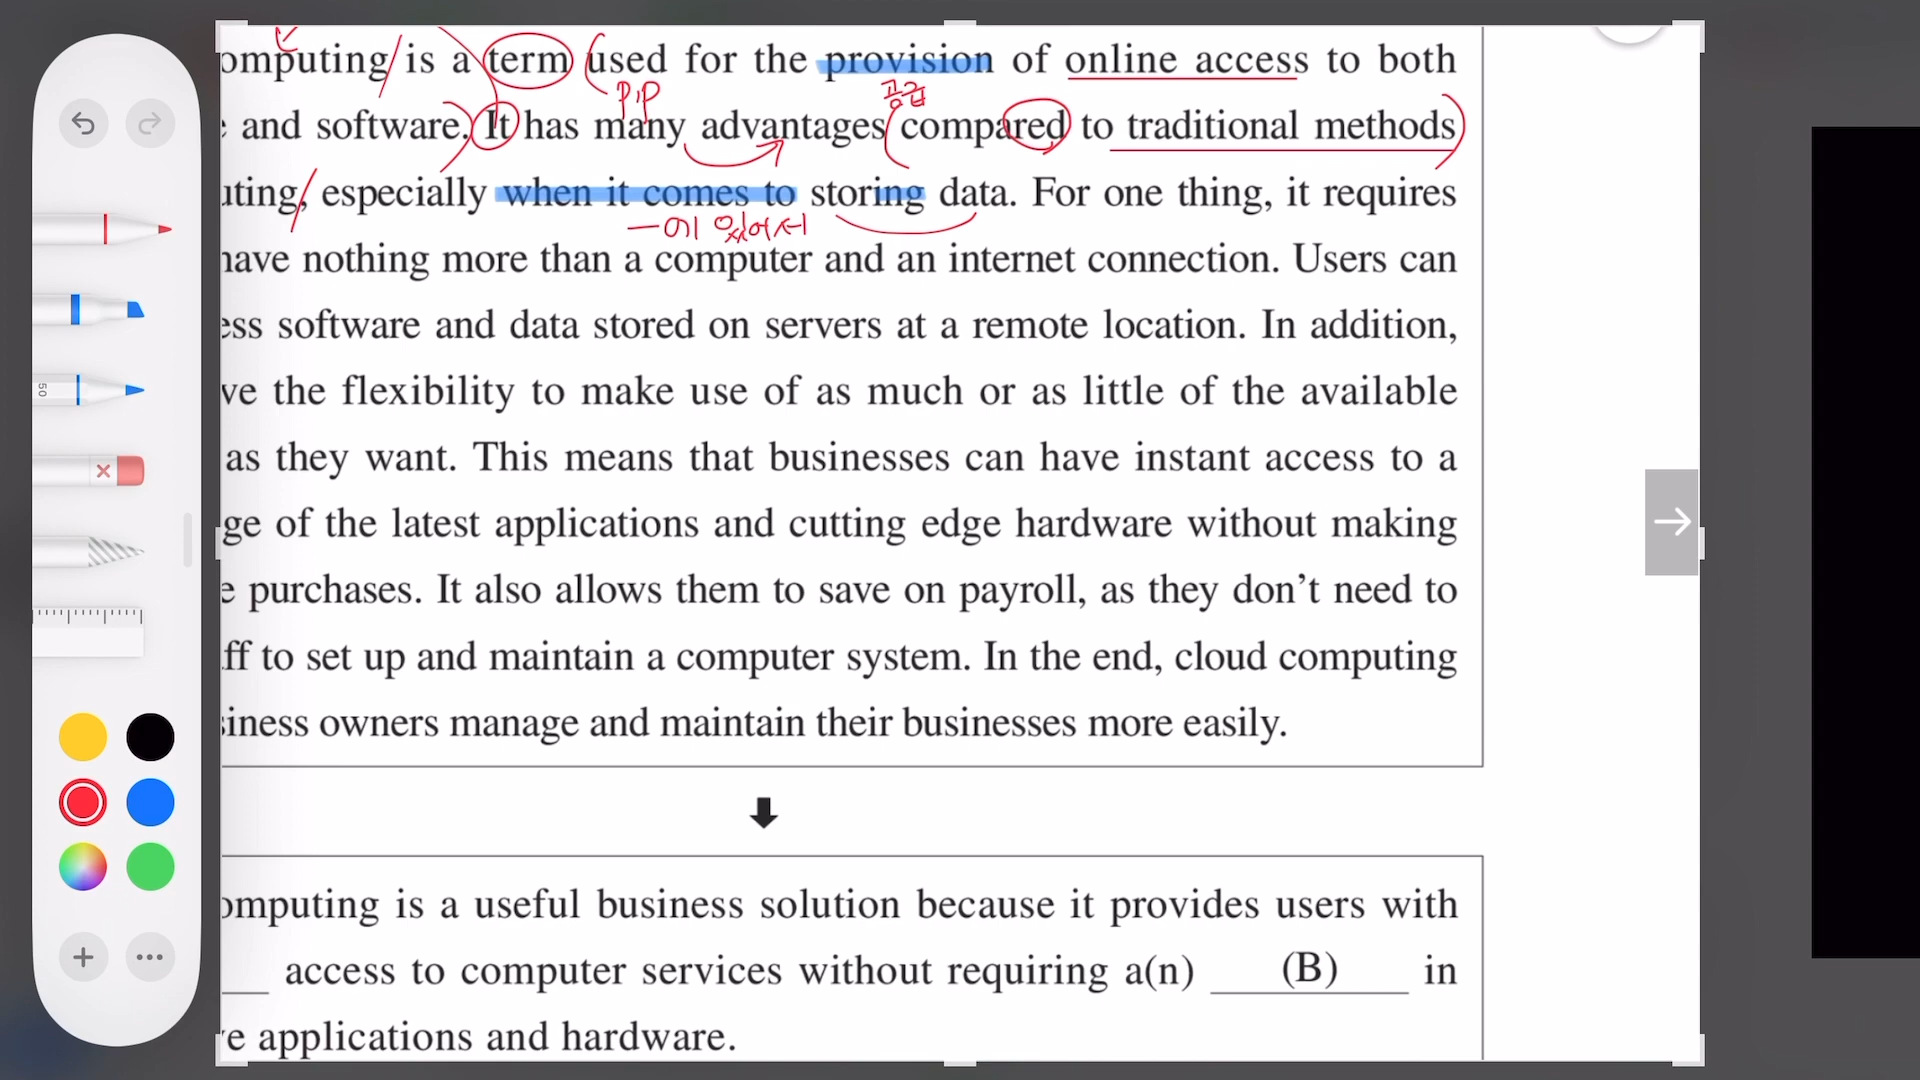 omputing is a term used for the provision of online access to both
p.p
공급
and software. It has many advantages compared to traditional methods
uting, especially when it comes to storing data. For one thing, it requires
-에 있어서
have nothing more than a computer and an internet connection. Users can
ess software and data stored on servers at a remote location. In addition,
ve the flexibility to make use of as much or as little of the available
as they want. This means that businesses can have instant access to a
ge of the latest applications and cutting edge hardware without making
e purchases. It also allows them to save on payroll, as they don't need to
ff to set up and maintain a computer system. In the end, cloud computing
siness owners manage and maintain their businesses more easily.
omputing is a useful business solution because it provides users with
access to computer services without requiring a(n) (B) in
e applications and hardware.
50